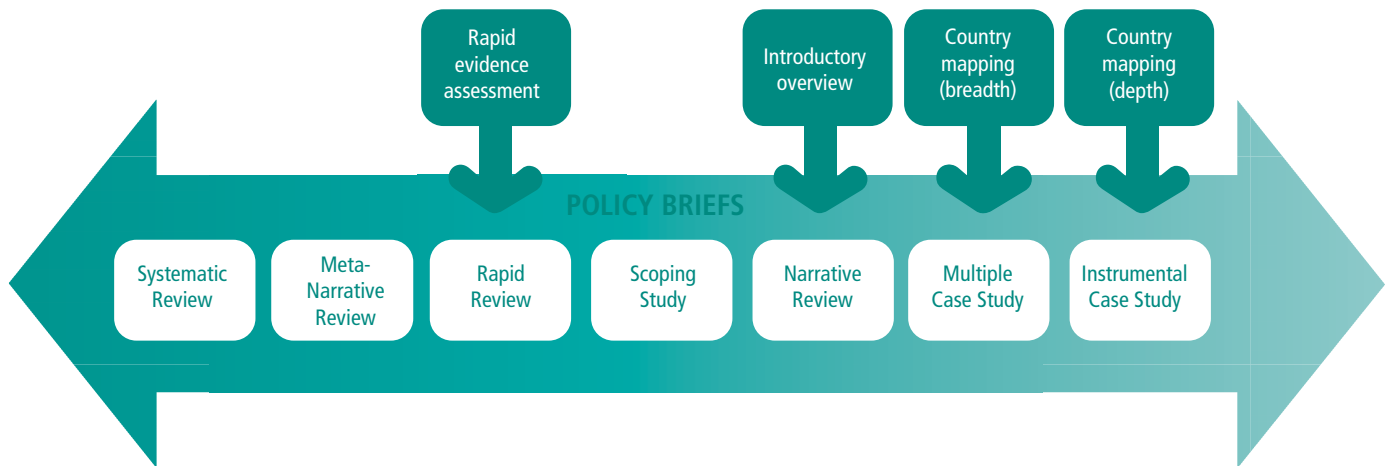 Rapid
evidence
assessment
Introductory
overview
Country
mapping
(breadth)
Country
mapping
(depth)
POLICY BRIEFS
Systematic
Review
Meta-
Narrative
Review
Rapid
Review
Scoping
Study
Narrative
Review
Multiple
Case Study
Instrumental
Case Study